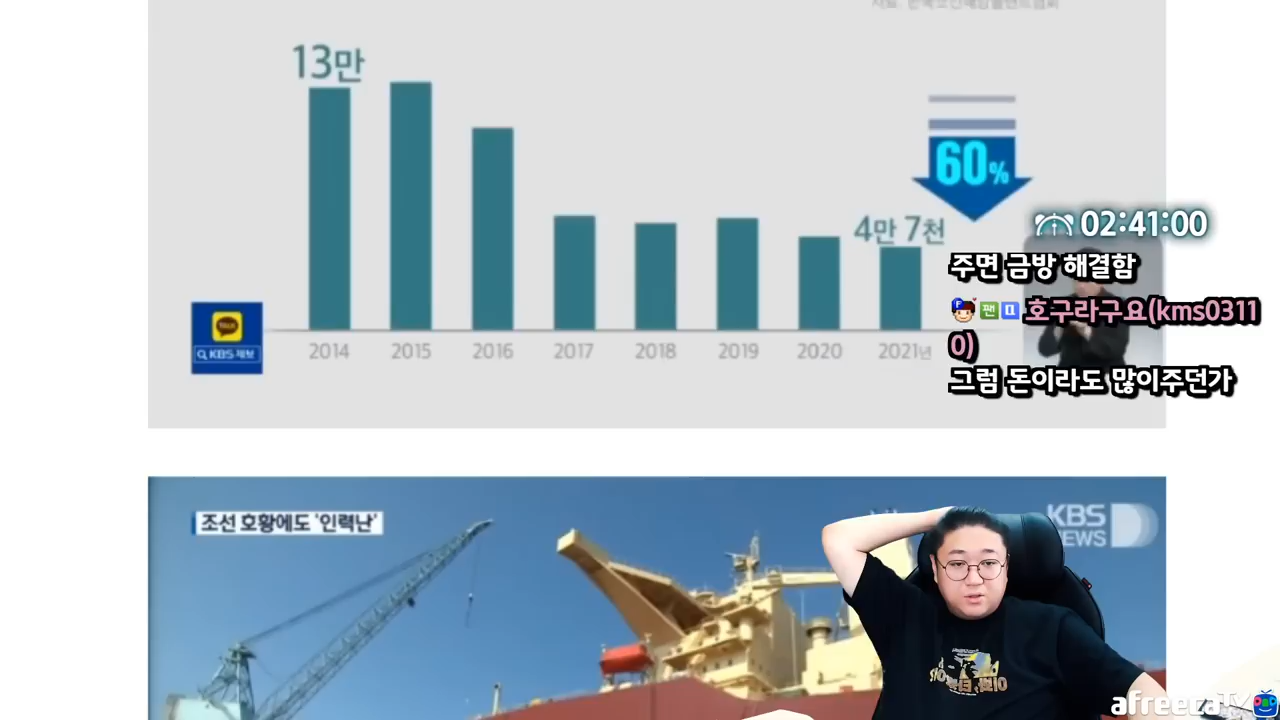 13만
60%
4만 7천
02:41:00
주면 금방 해결함
호구라구요(kms0311
0)
그럼 돈이라도 많이주던가
TALK
KBS 제보
2014 2015 2016 2017 2018 2019 2020 2021년
조선 호황에도 '인력난'
KBS
NEWS
afreecaTV